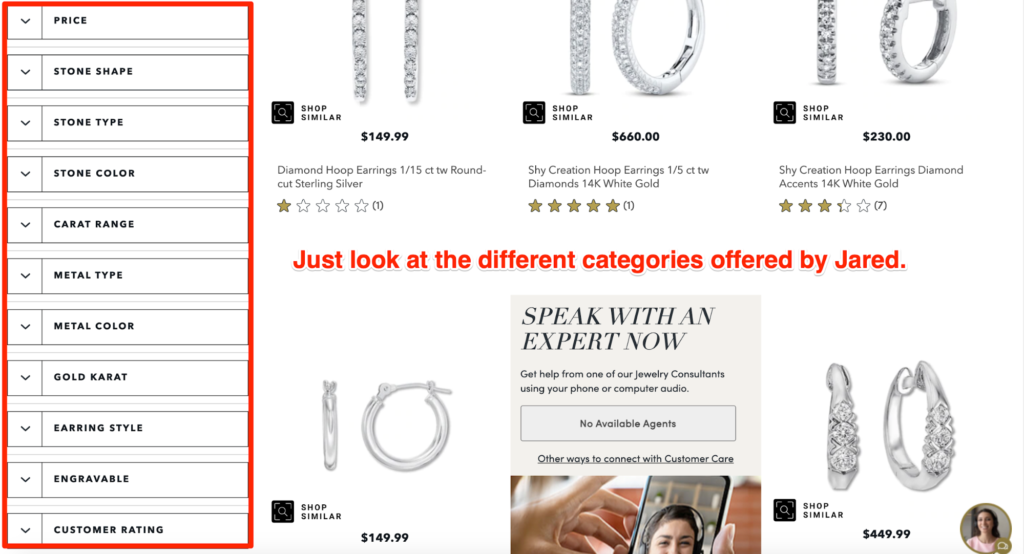 PRICE
STONE SHAPE
STONE TYPE
STONE COLOR
CARAT RANGE
METAL TYPE
METAL COLOR
GOLD KARAT
EARRING STYLE
ENGRAVABLE
CUSTOMER RATING
SHOP
SIMILAR
$149.99
Diamond Hoop Earrings 1/15 ct tw Round-
cut Sterling Silver
(1)
SHOP
SIMILAR
$660.00
Shy Creation Hoop Earrings 1/5 ct tw
Diamonds 14K White Gold
(1)
SHOP
SIMILAR
$230.00
Shy Creation Hoop Earrings Diamond
Accents 14K White Gold
(7)
Just look at the different categories offered by Jared.
SHOP
SIMILAR
$149.99
SPEAK WITH AN
EXPERT NOW
Get help from one of our Jewelry Consultants
using your phone or computer audio.
No Available Agents
Other ways to connect with Customer Care
SHOP
SIMILAR
$449.99